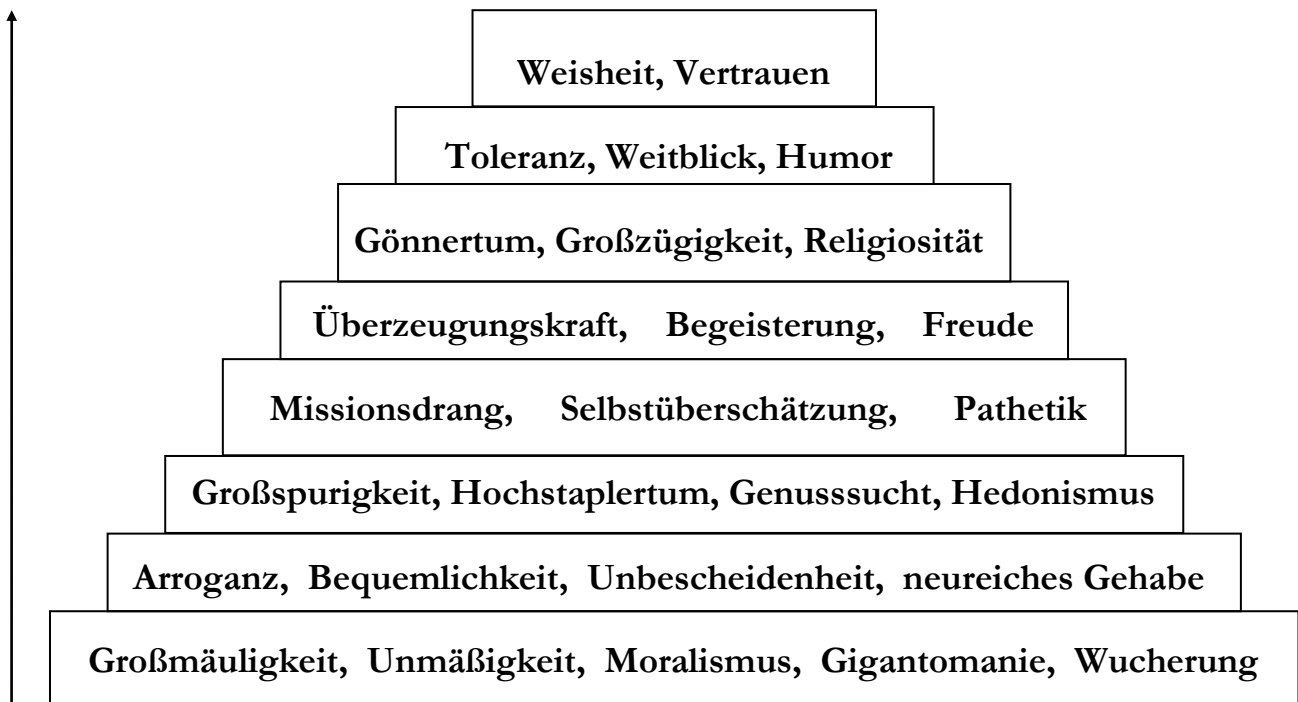 Weisheit, Vertrauen
Toleranz, Weitblick, Humor
Gönnertum, Großzügigkeit, Religiosität
Überzeugungskraft, Begeisterung, Freude
Missionsdrang, Selbstüberschätzung, Pathetik
Großspurigkeit, Hochstaplertum, Genusssucht, Hedonismus
Arroganz, Bequemlichkeit, Unbescheidenheit, neureiches Gehabe
Großmäuligkeit, Unmäßigkeit, Moralismus, Gigantomanie, Wucherung